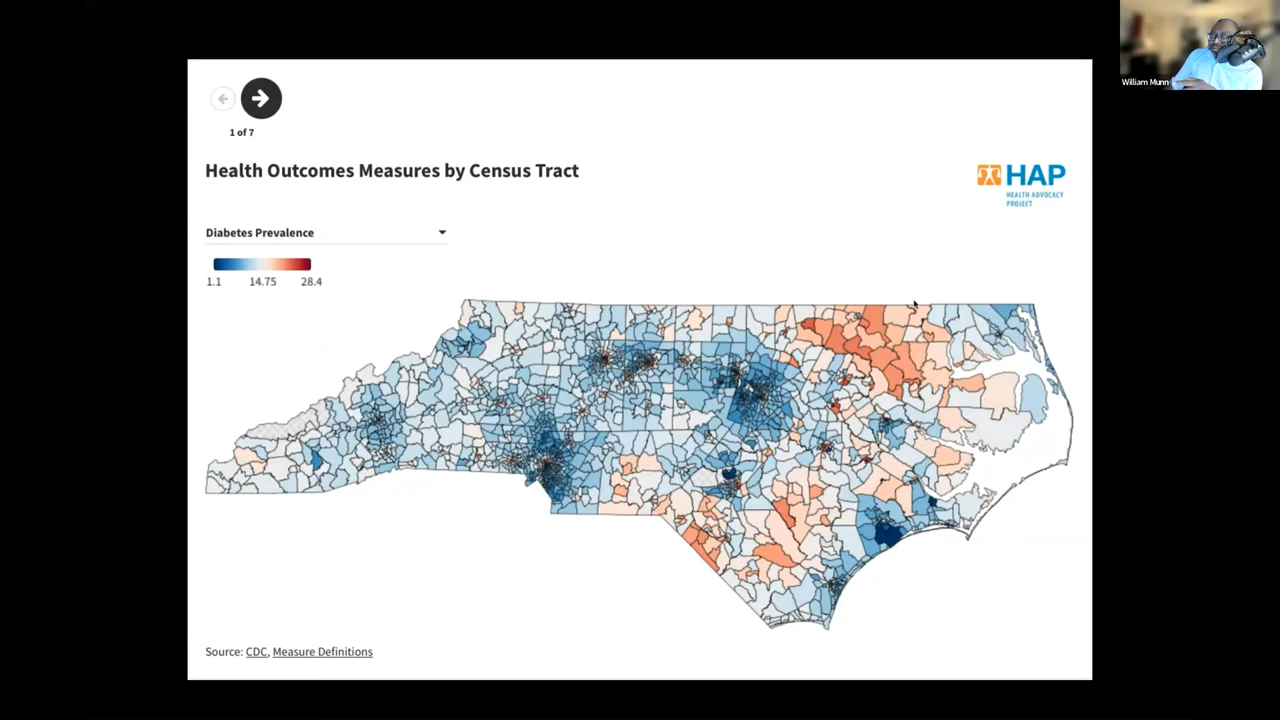 William Munn
1 of 7
Health Outcomes Measures by Census Tract
HAP
HEALTH ADVOCACY
PROJECT
Diabetes Prevalence
1.1 14.75 28.4
Source: CDC, Measure Definitions